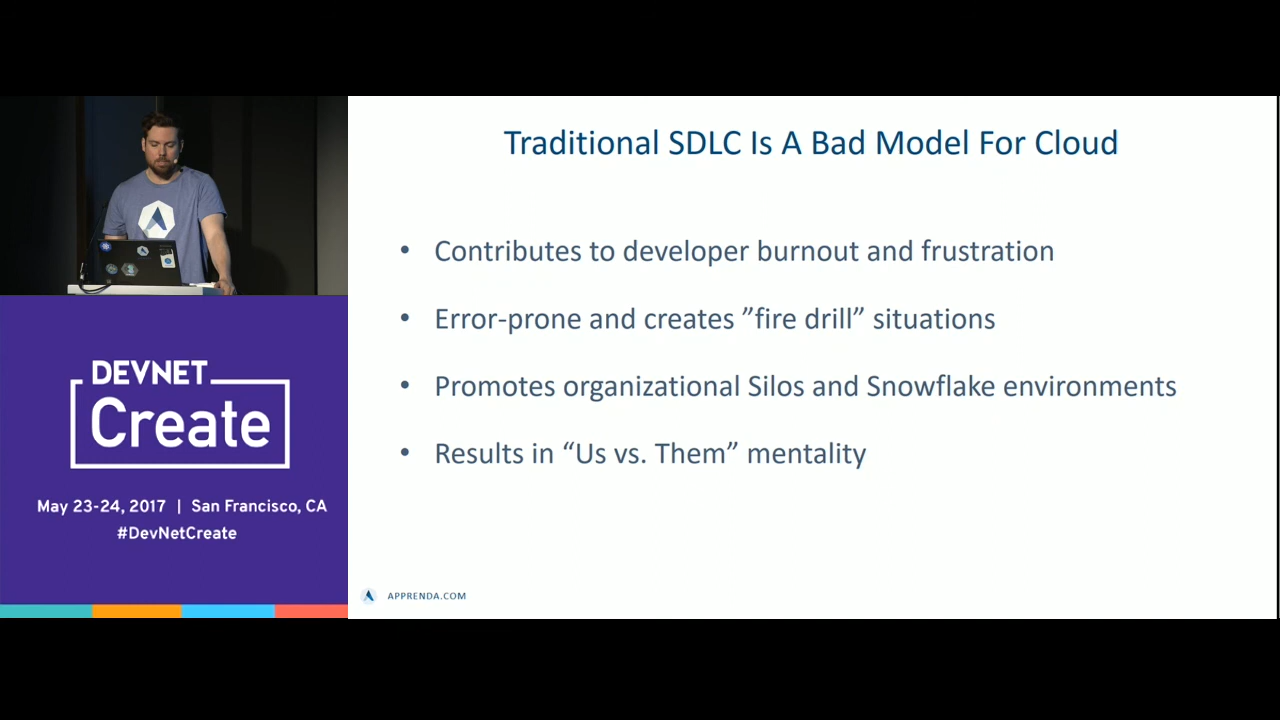 Traditional SDLC Is A Bad Model For Cloud
• Contributes to developer burnout and frustration
• Error-prone and creates ”fire drill” situations
• Promotes organizational Silos and Snowflake environments
• Results in “Us vs. Them” mentality
APPRENDA.COM
DEVNET
Create
May 23-24, 2017 | San Francisco, CA
#DevNetCreate